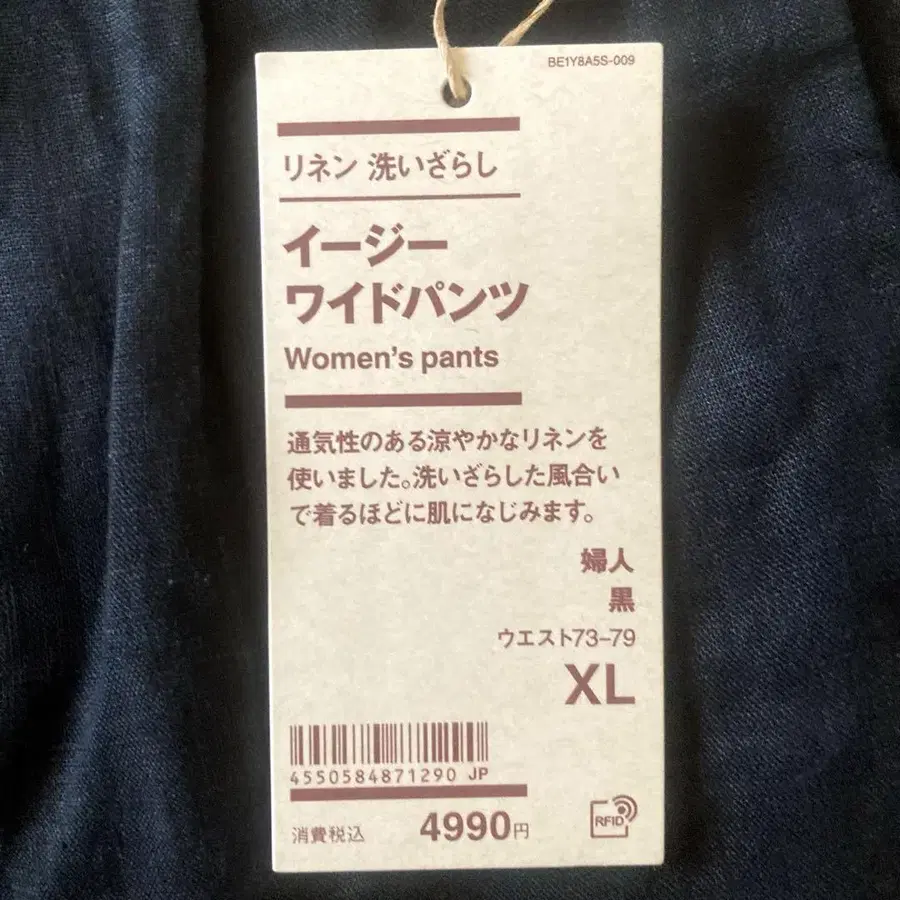 BE1Y8A5S-009
リネン 洗いざらし
イージー
ワイドパンツ
Women's pants
通気性のある涼やかなリネンを
使いました。洗いざらした風合い
で着るほどに肌になじみます。
婦人
黒
ウエスト73-79
XL
4550584871290 JP
消費税込 4990円
RFID